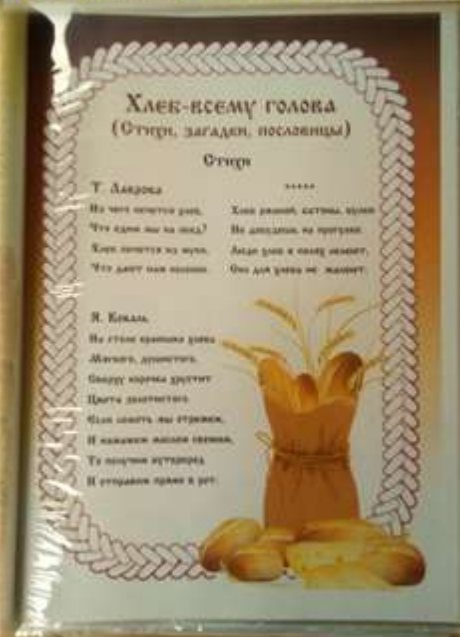 Хлеб-всему голова
(Стихи, загадки, пословицы)
Стихи
Т. Лаврова
Из чего печется хлеб,
Что едим мы на обед?
Хлеб печется из муки,
Что дают нам колоски.
*****
Хлеб ржаной, батоны, булки
Не добудешь на прогулке.
Люди хлеб в полях лелеют,
Сил для хлеба не жалеют.
Я. Коваль
На столе краюшка хлеба
Мягкого, душистого.
Сверху корочка хрустит
Цвета золотистого.
Если ломоть мы отрежем,
И намажем маслом свежим,
То получим бутерброд
И отправим прямо в рот.